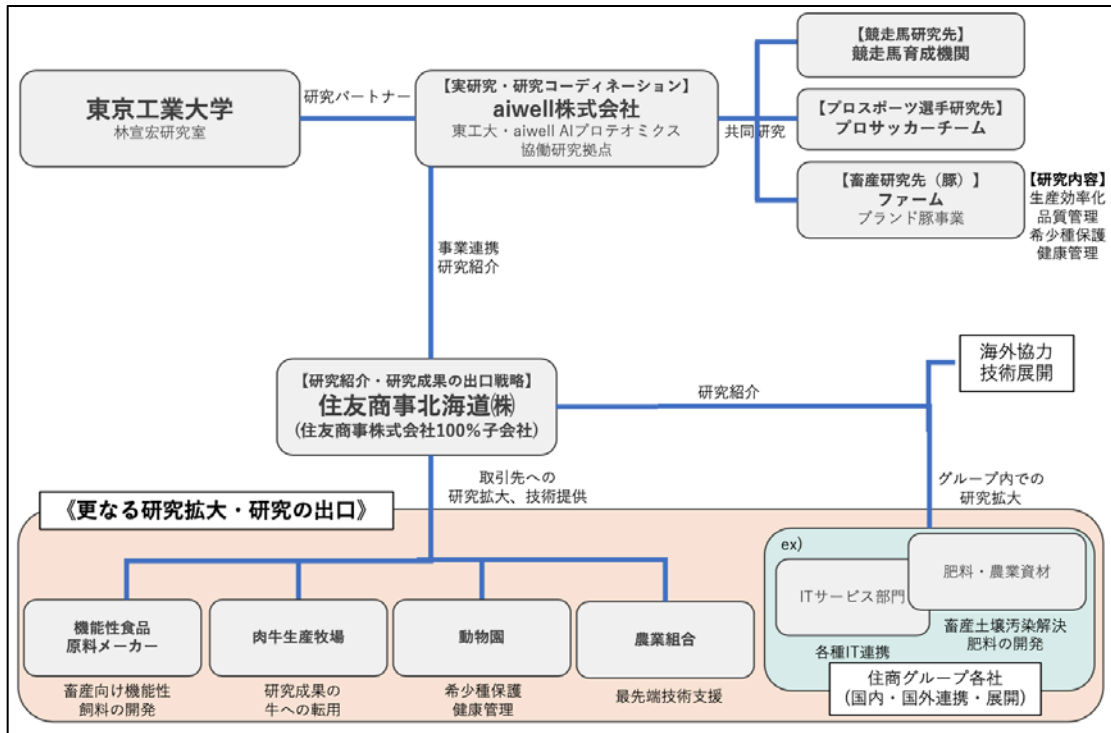 東京工業大学
林宣宏研究室
研究パートナー
【実研究・研究コーディネーション】
aiwell株式会社
東工大・aiwell AIプロテオミクス
協働研究拠点
共同研究
【競走馬研究先】
競走馬育成機関
【プロスポーツ選手研究先】
プロサッカーチーム
【畜産研究先（豚）】
ファーム
ブランド豚事業
【研究内容】
生産効率化
品質管理
希少種保護
健康管理
事業連携
研究紹介
【研究紹介・研究成果の出口戦略】
住友商事北海道㈱
(住友商事株式会社100%子会社)
研究紹介
海外協力
技術展開
取引先への
研究拡大、技術提供
グループ内での
研究拡大
《更なる研究拡大・研究の出口》
機能性食品
原料メーカー
畜産向け機能性
飼料の開発
肉牛生産牧場
研究成果の
牛への転用
動物園
希少種保護
健康管理
農業組合
最先端技術支援
ex)
ITサービス部門
各種IT連携
肥料・農業資材
畜産土壌汚染解決
肥料の開発
住商グループ各社
(国内・国外連携・展開)